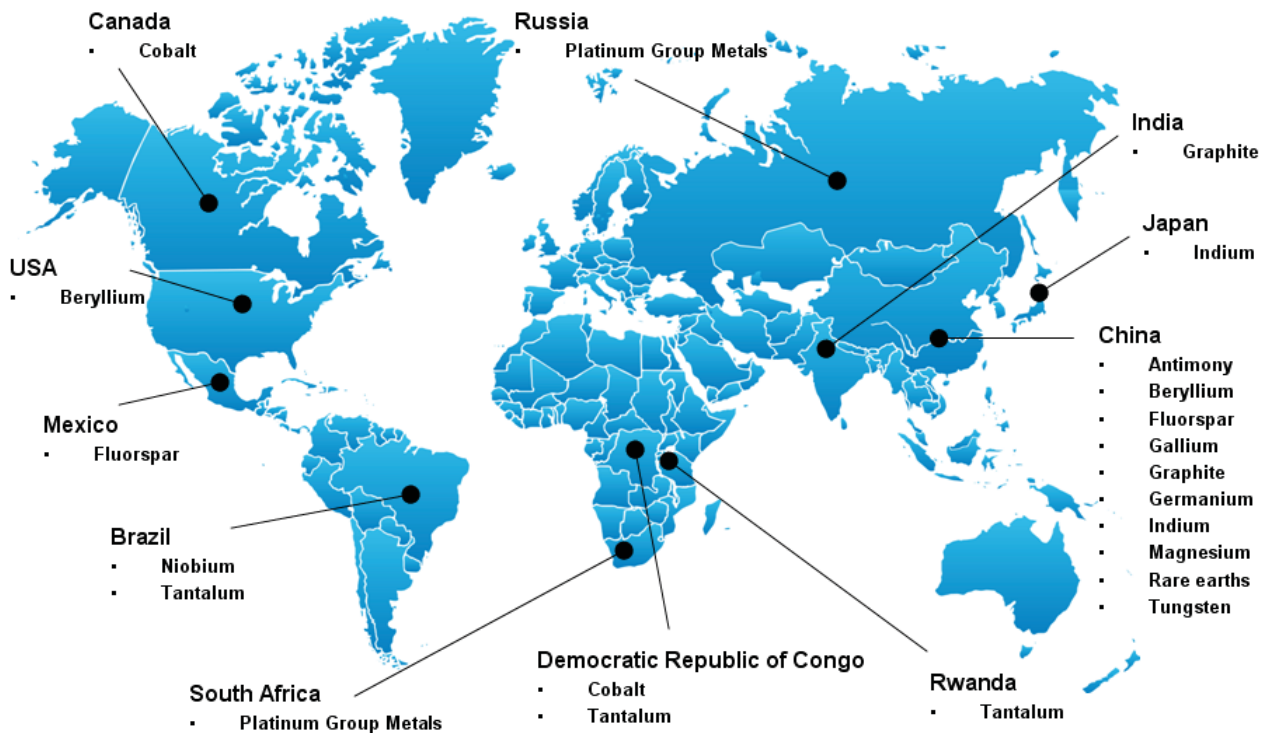 Canada
▪ Cobalt
Russia
▪ Platinum Group Metals
India
▪ Graphite
Japan
▪ Indium
USA
▪ Beryllium
China
▪ Antimony
▪ Beryllium
▪ Fluorspar
▪ Gallium
▪ Graphite
▪ Germanium
▪ Indium
▪ Magnesium
▪ Rare earths
▪ Tungsten
Mexico
▪ Fluorspar
Brazil
▪ Niobium
▪ Tantalum
South Africa
▪ Platinum Group Metals
Democratic Republic of Congo
▪ Cobalt
▪ Tantalum
Rwanda
▪ Tantalum